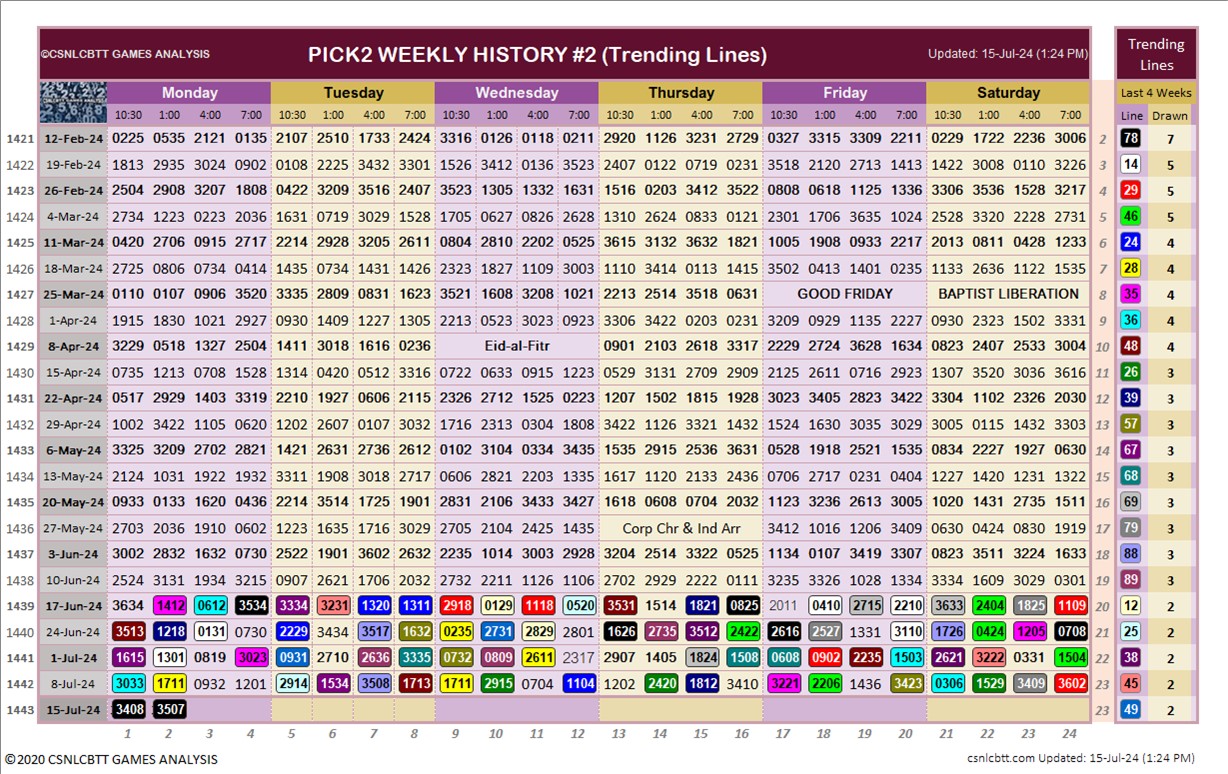 ©CSNLCBTT GAMES ANALYSIS PICK2 WEEKLY HISTORY #2 (Trending Lines) Updated: 15-Jul-24 (1:24 PM) Trending Lines
Monday Tuesday Wednesday Thursday Friday Saturday Last 4 Weeks
10:30 1:00 4:00 7:00 10:30 1:00 4:00 7:00 10:30 1:00 4:00 7:00 10:30 1:00 4:00 7:00 10:30 1:00 4:00 7:00 10:30 1:00 4:00 7:00 Line Drawn
1421 12-Feb-24 0225 0535 2121 0135 2107 2510 1733 2424 3316 0126 0118 0211 2920 1126 3231 2729 0327 3315 3309 2211 0229 1722 2236 3006 2 78 7
1422 19-Feb-24 1813 2935 3024 0902 0108 2225 3432 3301 1526 3412 0136 3523 2407 0122 0719 0231 3518 2120 2713 1413 1422 3008 0110 3226 3 14 5
1423 26-Feb-24 2504 2908 3207 1808 0422 3209 3516 2407 3523 1305 1332 1631 1516 0203 3412 3522 0808 0618 1125 1336 3306 3536 1528 3217 4 29 5
1424 4-Mar-24 2734 1223 0223 2036 1631 0719 3029 1528 1705 0627 0826 2628 1310 2624 0833 0121 2301 1706 3635 1024 2528 3320 2228 2731 5 46 5
1425 11-Mar-24 0420 2706 0915 2717 2214 2928 3205 2611 0804 2810 2202 0525 3615 3132 3632 1821 1005 1908 0933 2217 2013 0811 0428 1233 6 24 4
1426 18-Mar-24 2725 0806 0734 0414 1435 0734 1431 1426 2323 1827 1109 3003 1110 3414 0113 1415 3502 0413 1401 0235 1133 2636 1122 1535 7 28 4
1427 25-Mar-24 0110 0107 0906 3520 3335 2809 0831 1623 3521 1608 3208 1021 2213 2514 3518 0631 GOOD FRIDAY BAPTIST LIBERATION 8 35 4
1428 1-Apr-24 1915 1830 1021 2927 0930 1409 1227 1303 2213 0523 3023 0923 3306 3422 0203 0231 3209 0929 1135 2227 0930 2323 1502 3331 9 36 4
1429 8-Apr-24 3229 0518 1327 2504 1411 3018 1616 0236 Eid-al-Fitr 0901 2103 2618 3317 2229 2724 3628 1634 0823 2407 2533 3004 10 48 4
1430 15-Apr-24 0735 1213 0708 1528 1314 0420 0512 3316 0722 0633 0915 1223 0529 3131 2709 2909 2125 2611 0716 2923 1307 3520 3036 3616 11 26 3
1431 22-Apr-24 0517 2929 1403 3319 2210 1927 0606 2115 2326 2712 1525 0223 1207 1502 1815 1928 3023 3405 2823 3422 3304 1102 2326 2030 12 39 3
1432 29-Apr-24 1002 3422 1105 0620 1202 2607 0107 3032 1716 2313 0304 1808 3422 1126 3321 1432 1524 1630 3035 3029 3005 0115 1432 3303 13 57 3
1433 6-May-24 3325 3209 2702 2821 1421 2631 2736 2612 0102 3104 0334 3435 1535 2915 2536 3631 0528 1918 2521 1535 0834 2227 1927 0630 14 67 3
1434 13-May-24 2124 1031 1922 1932 3311 1908 3018 2711 0606 2821 2203 1335 1617 1120 2133 2436 0706 2717 0231 0404 1227 1420 1231 1322 15 68 3
1435 20-May-24 0933 0133 1620 0436 2214 3514 1725 1901 2831 2106 3433 3427 1618 0608 0704 2032 1123 3236 2613 3005 1020 1431 2735 1511 16 69 3
1436 27-May-24 2703 2036 1910 0602 1223 1635 1716 3029 2705 2104 2425 1435 Corp Chr & Ind Arr 3412 1016 1206 3409 0630 0424 0830 1919 17 79 3
1437 3-Jun-24 3002 2832 1632 0730 2522 1901 3602 2632 2235 1014 3003 2928 3204 2514 3322 0525 1134 0107 3419 3307 0823 3511 3224 1633 18 88 3
1438 10-Jun-24 2524 3131 1934 3215 0907 2621 1706 2032 2732 2211 1126 1106 2702 2929 2222 0111 3235 3326 1028 1334 3334 1609 3029 0301 19 89 3
1439 17-Jun-24 3634 1412 0612 3534 3334 3231 1320 1311 2918 0129 1118 0520 3531 1514 1821 0825 2011 0410 2715 2210 3633 2404 1825 1109 20 12 2
1440 24-Jun-24 3513 1218 0131 0730 2229 3434 3517 1632 0235 2731 2829 2801 1626 2735 3512 2422 2616 2527 1331 3110 1726 0424 1205 0708 21 25 2
1441 1-Jul-24 1615 1301 0819 3023 0931 2710 2636 3335 0732 0809 2611 2317 2907 1405 1824 1508 0608 0902 2235 1503 2621 3222 0331 1504 22 38 2
1442 8-Jul-24 3033 1711 0932 1201 2914 1534 3508 1713 1711 2915 0704 1104 1202 2420 1812 3410 3221 2206 1436 3423 0306 1529 3409 3602 23 45 2
1443 15-Jul-24 3408 3507 23 49 2
1 2 3 4 5 6 7 8 9 10 11 12 13 14 15 16 17 18 19 20 21 22 23 24
©2020 CSNLCBTT GAMES ANALYSIS csnlcbtt.com Updated: 15-Jul-24 (1:24 PM)